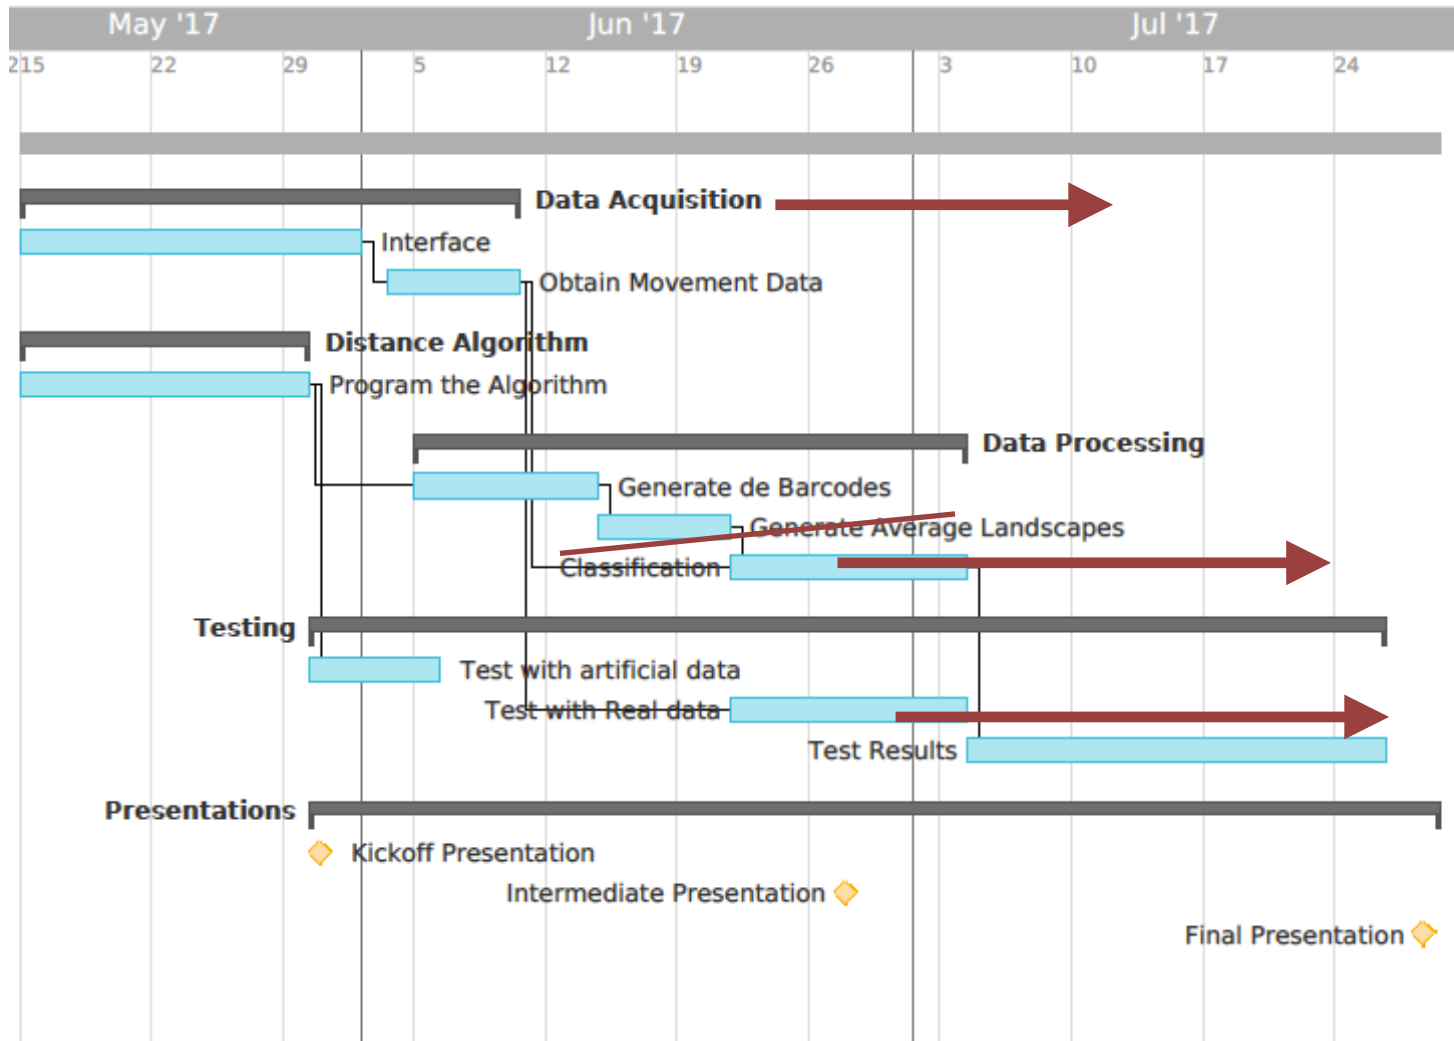 May '17 Jun '17 Jul '17
215 22 29 5 12 19 26 3 10 17 24
Data Acquisition
Interface
Obtain Movement Data
Distance Algorithm
Program the Algorithm
Data Processing
Generate de Barcodes
Generate Average Landscapes
Classification
Testing
Test with artificial data
Test with Real data
Test Results
Presentations
Kickoff Presentation
Intermediate Presentation
Final Presentation